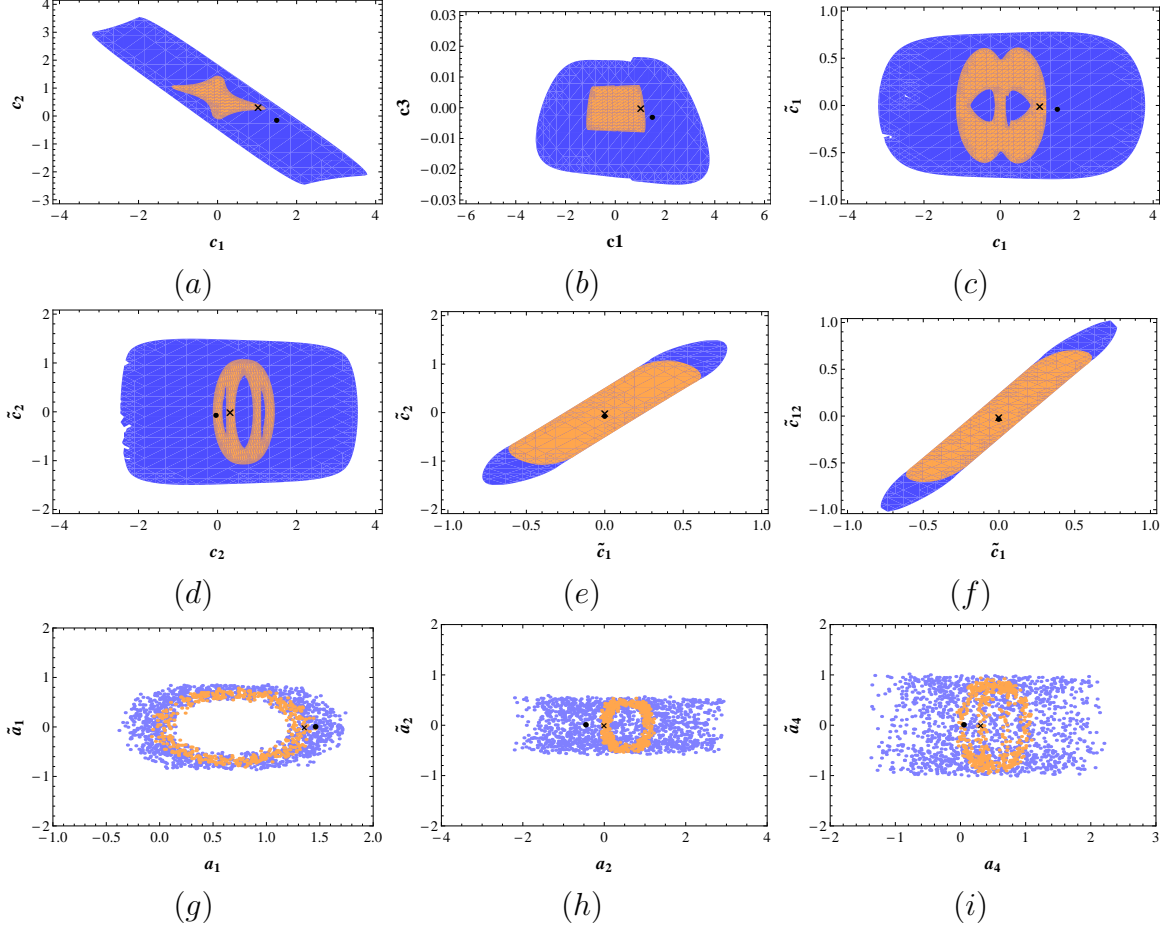 4
3
2
1
0
−1
−2
−3
c₂
−4 −2 0 2 4
c₁
(a)
0.03
0.02
0.01
0.00
−0.01
−0.02
−0.03
c3
−6 −4 −2 0 2 4 6
c1
(b)
1.0
0.5
0.0
−0.5
−1.0
c̃₁
−4 −2 0 2 4
c₁
(c)
2
1
0
−1
−2
c̃₂
−4 −2 0 2 4
c₂
(d)
2
1
0
−1
−2
c̃₂
−1.0 −0.5 0.0 0.5 1.0
c̃₁
(e)
1.0
0.5
0.0
−0.5
−1.0
c̃₁₂
−1.0 −0.5 0.0 0.5 1.0
c̃₁
(f)
2
1
0
−1
−2
ã₁
−1.0 −0.5 0.0 0.5 1.0 1.5 2.0
a₁
(g)
2
1
0
−1
−2
ã₂
−4 −2 0 2 4
a₂
(h)
2
1
0
−1
−2
ã₄
−2 −1 0 1 2 3
a₄
(i)